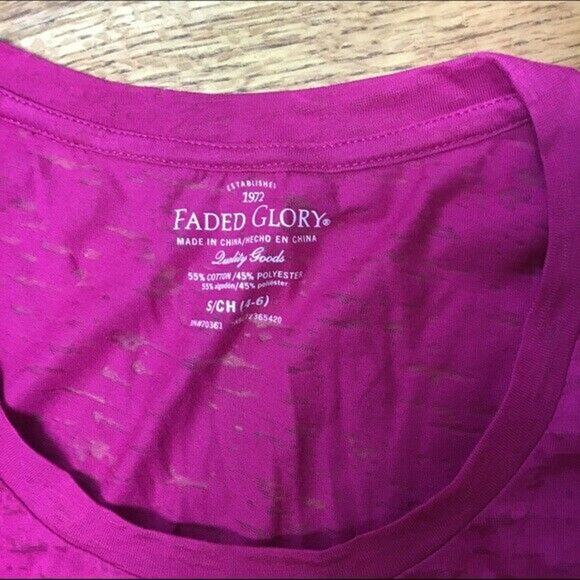 ESTABLISHED
1972
FADED GLORY®
MADE IN CHINA/HECHO EN CHINA
Quality Goods
55% COTTON/45% POLYESTER
55% algodón/45% poliéster
S/CH (4-6)